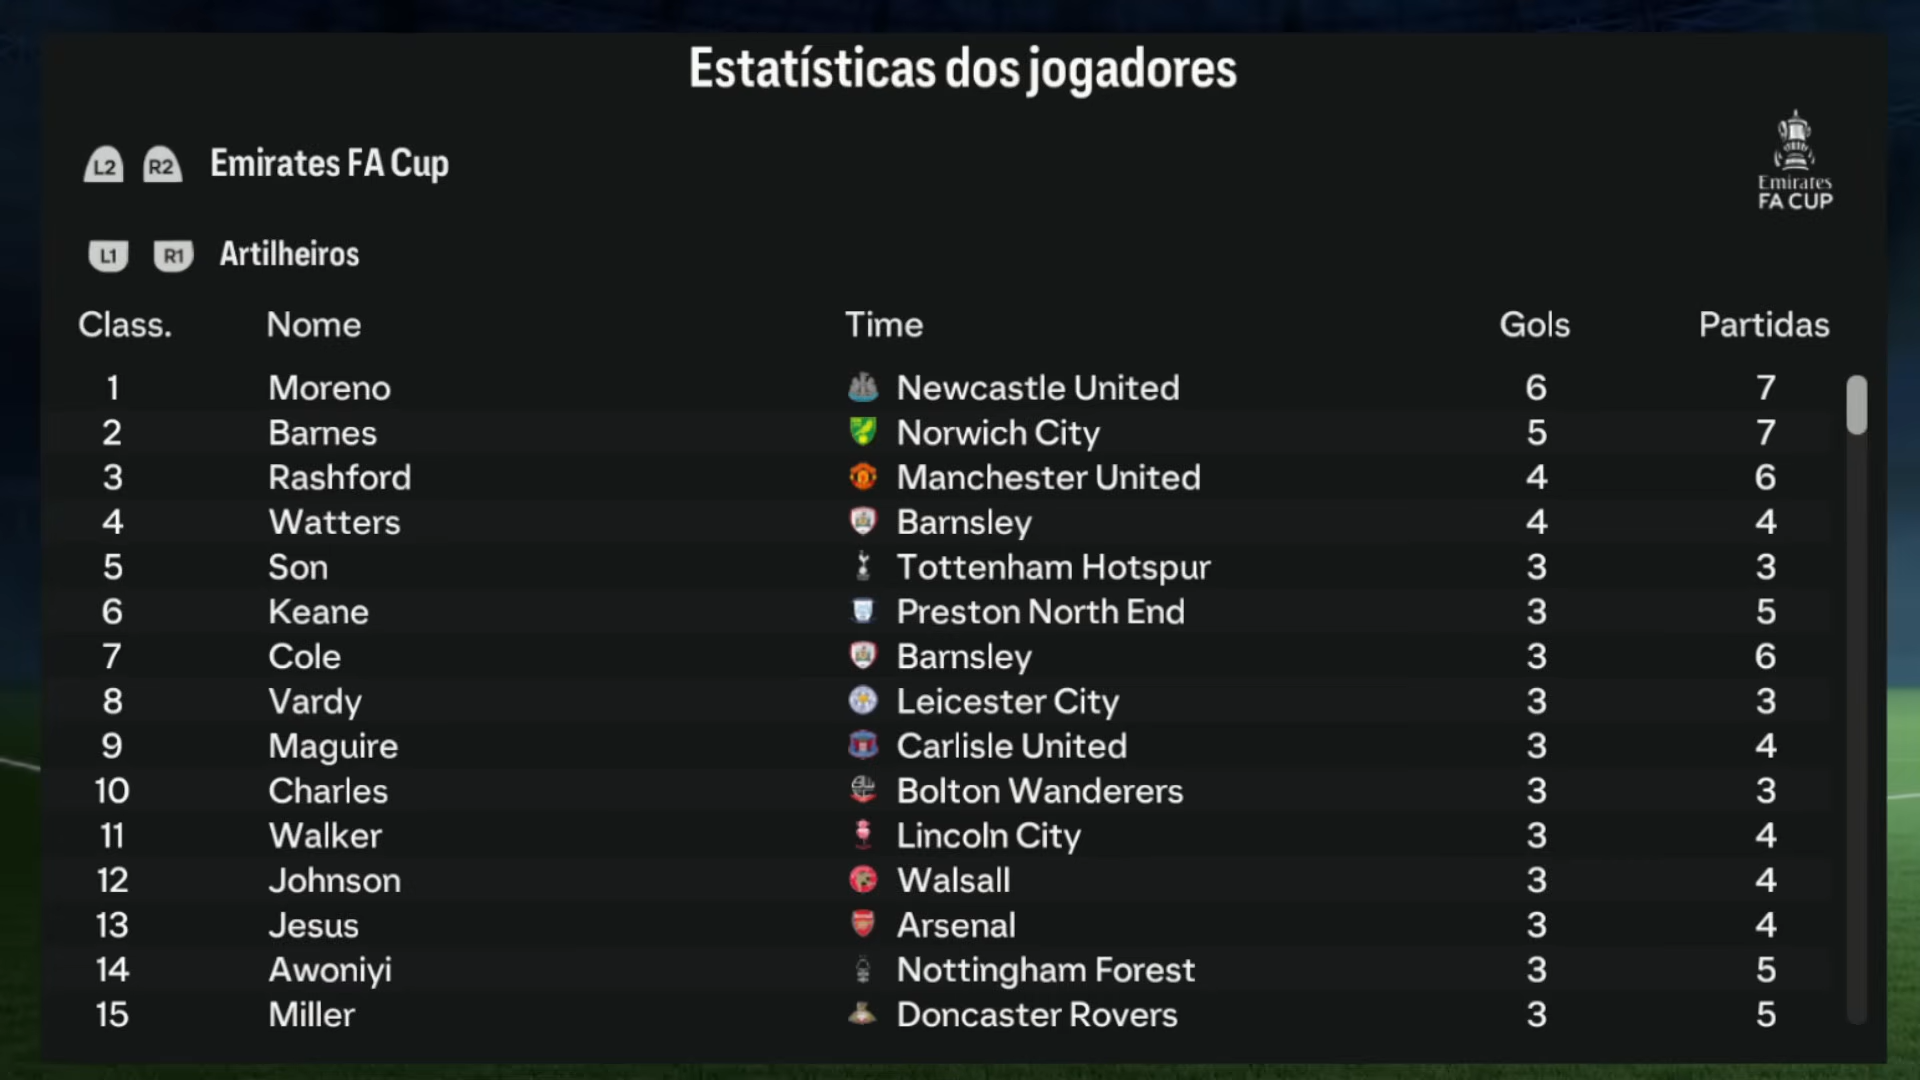 Estatísticas dos jogadores
L2 R2 Emirates FA Cup
Emirates
FA CUP
L1 R1 Artilheiros
Class. Nome Time Gols Partidas
1 Moreno Newcastle United 6 7
2 Barnes Norwich City 5 7
3 Rashford Manchester United 4 6
4 Watters Barnsley 4 4
5 Son Tottenham Hotspur 3 3
6 Keane Preston North End 3 5
7 Cole Barnsley 3 6
8 Vardy Leicester City 3 3
9 Maguire Carlisle United 3 4
10 Charles Bolton Wanderers 3 3
11 Walker Lincoln City 3 4
12 Johnson Walsall 3 4
13 Jesus Arsenal 3 4
14 Awoniyi Nottingham Forest 3 5
15 Miller Doncaster Rovers 3 5